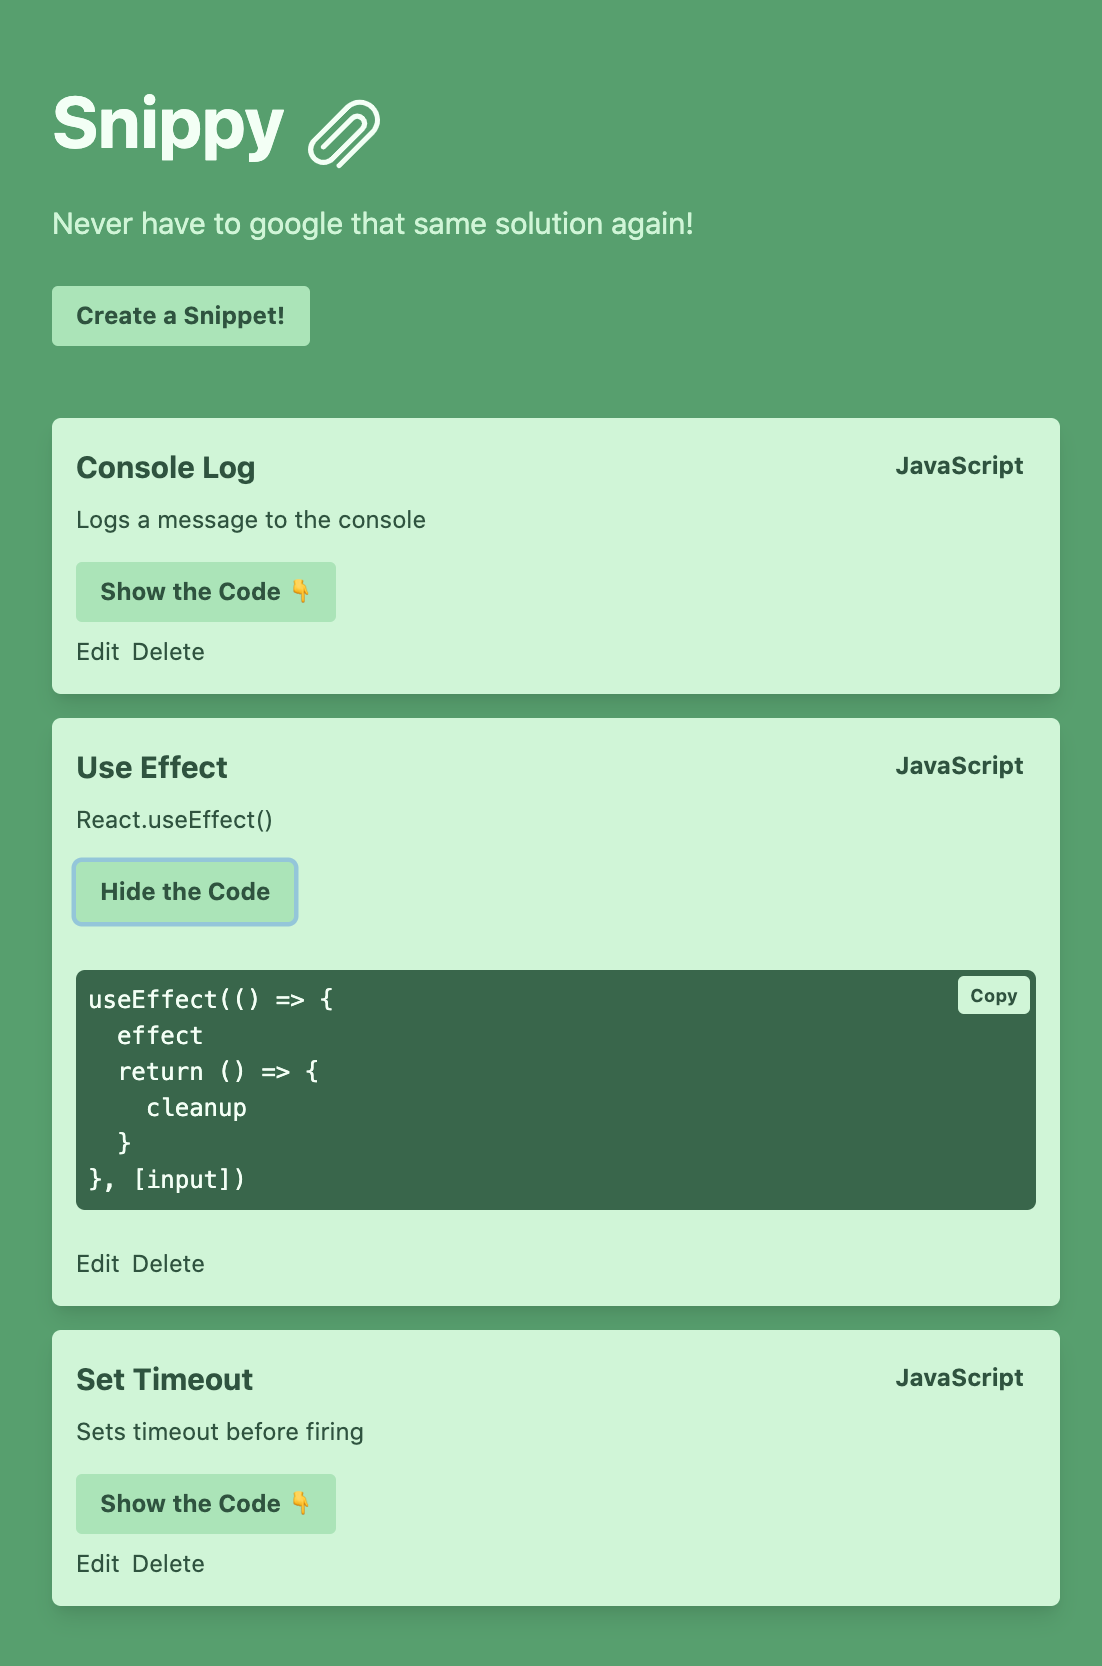 Snippy
Never have to google that same solution again!
Create a Snippet!
Console Log
JavaScript
Logs a message to the console
Show the Code 👇
Edit Delete
Use Effect
JavaScript
React.useEffect()
Hide the Code
Copy
useEffect(() => {
  effect
  return () => {
    cleanup
  }
}, [input])
Edit Delete
Set Timeout
JavaScript
Sets timeout before firing
Show the Code 👇
Edit Delete